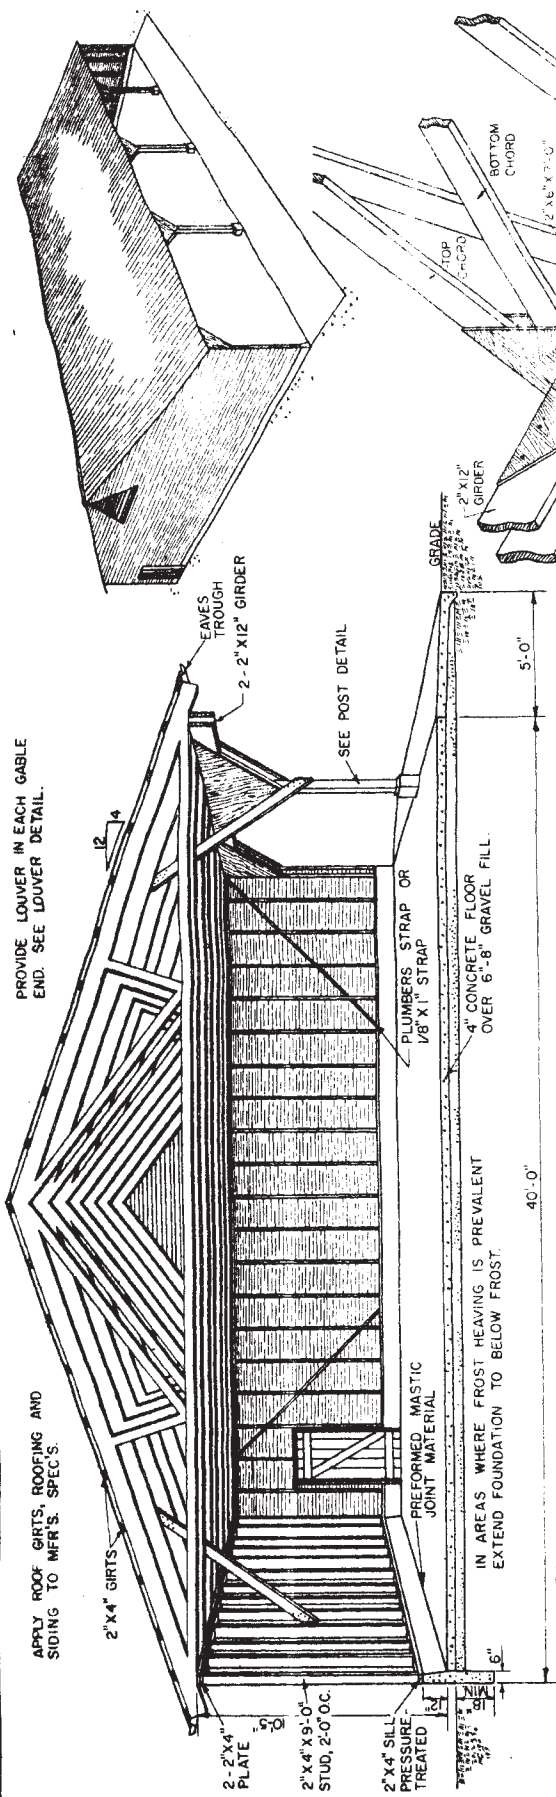 PROVIDE LOUVER IN EACH GABLE
END. SEE LOUVER DETAIL.
APPLY ROOF GIRTS, ROOFING AND
SIDING TO MFR'S. SPEC'S.
2"X4" GIRTS
12
4
EAVES
TROUGH
2-2"X12" GIRDER
SEE POST DETAIL
2-2"X4"
PLATE
2"X4"X9'-0"
STUD, 2'-0" O.C.
2"X4" SILL
PRESSURE-
TREATED
PREFORMED MASTIC
JOINT MATERIAL
PLUMBERS STRAP OR
1/8" X 1" STRAP
4" CONCRETE FLOOR
OVER 6"-8" GRAVEL FILL.
IN AREAS WHERE FROST HEAVING IS PREVALENT
EXTEND FOUNDATION TO BELOW FROST.
GRADE
MIN.
6"
40'-0"
5'-0"
TOP
CHORD
BOTTOM
CHORD
2"X12"
GIRDER